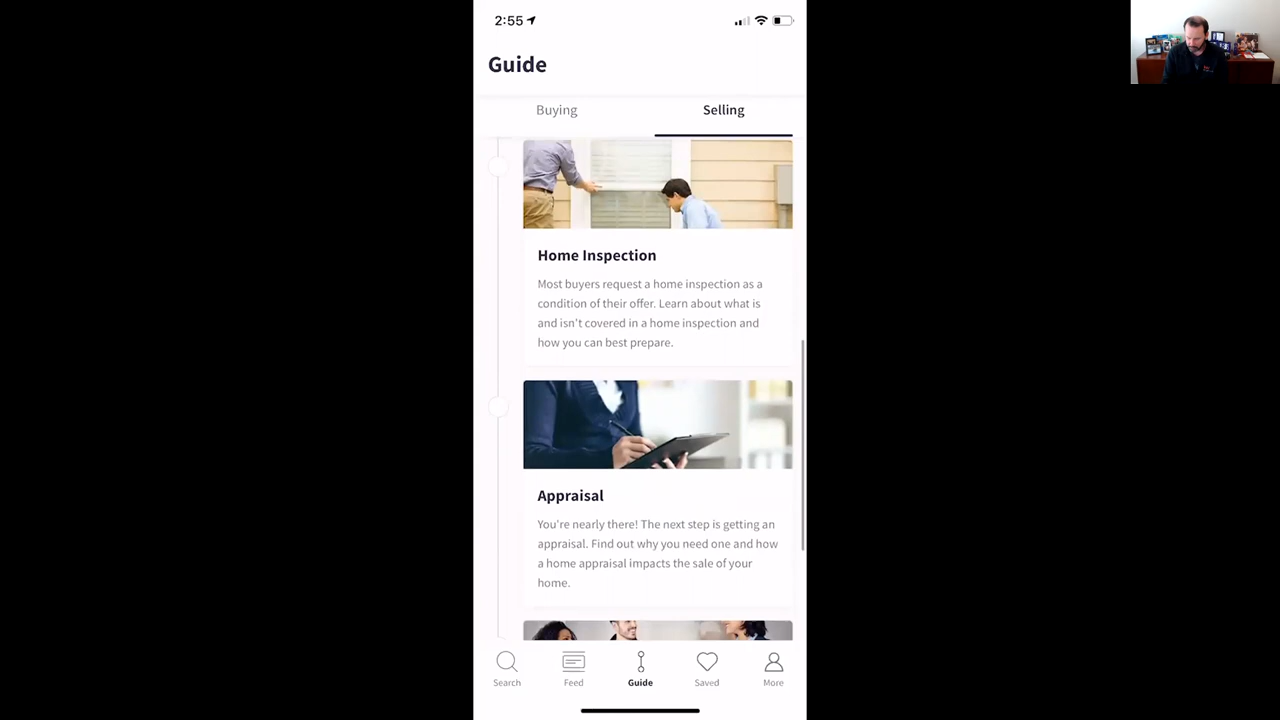 2:55
Guide
Buying
Selling
Home Inspection
Most buyers request a home inspection as a
condition of their offer. Learn about what is
and isn't covered in a home inspection and
how you can best prepare.
Appraisal
You're nearly there! The next step is getting an
appraisal. Find out why you need one and how
a home appraisal impacts the sale of your
home.
Search
Feed
Guide
Saved
More